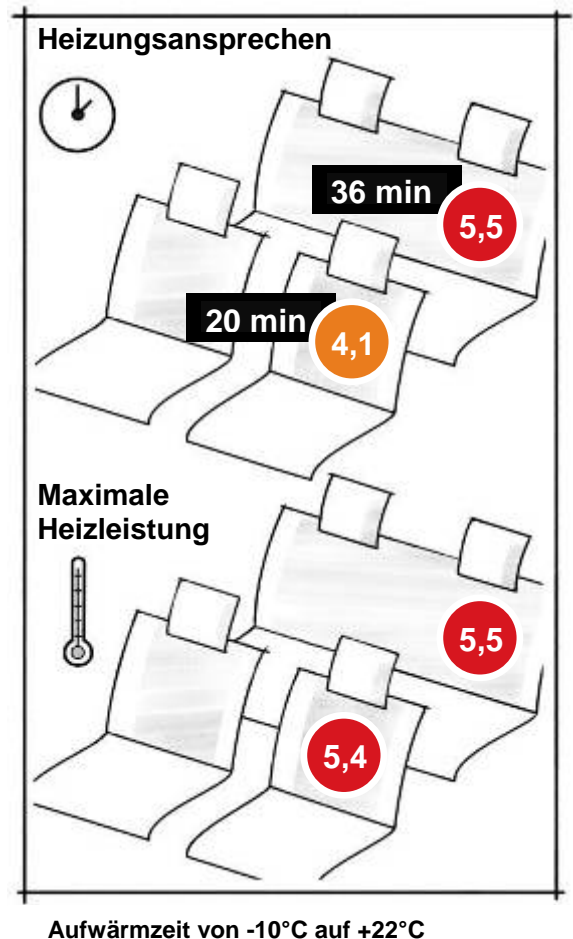 Heizungsansprechen
36 min
5,5
20 min
4,1
Maximale
Heizleistung
5,5
5,4
Aufwärmzeit von -10°C auf +22°C